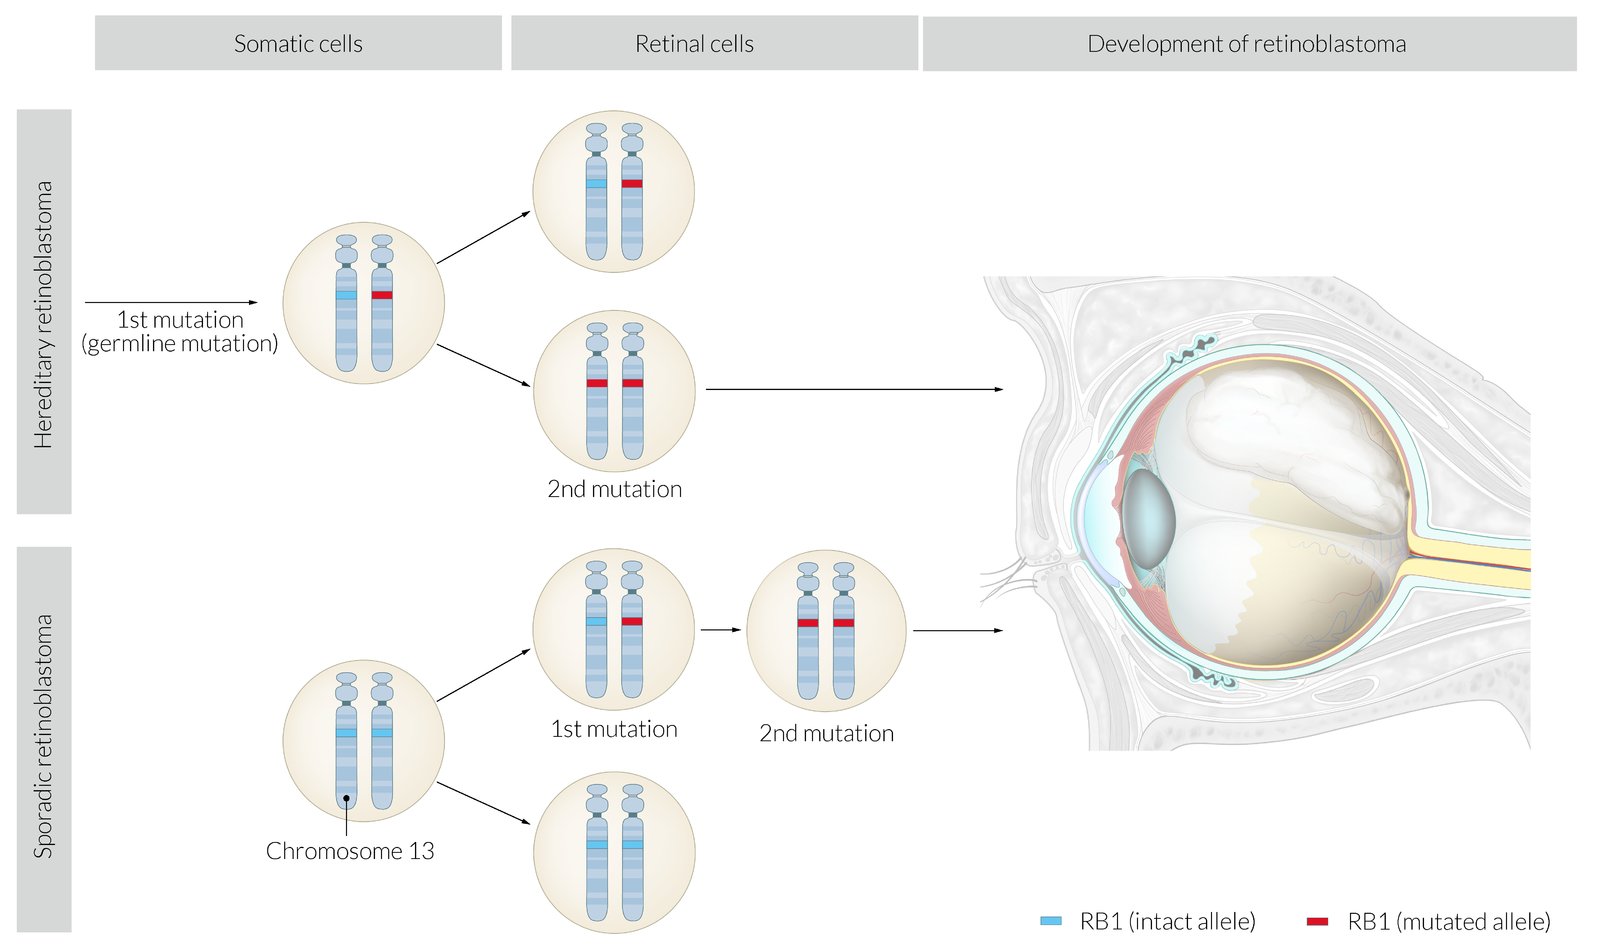 Somatic cells
Retinal cells
Development of retinoblastoma
Hereditary retinoblastoma
1st mutation
(germline mutation)
2nd mutation
Sporadic retinoblastoma
1st mutation
2nd mutation
Chromosome 13
RB1 (intact allele)
RB1 (mutated allele)